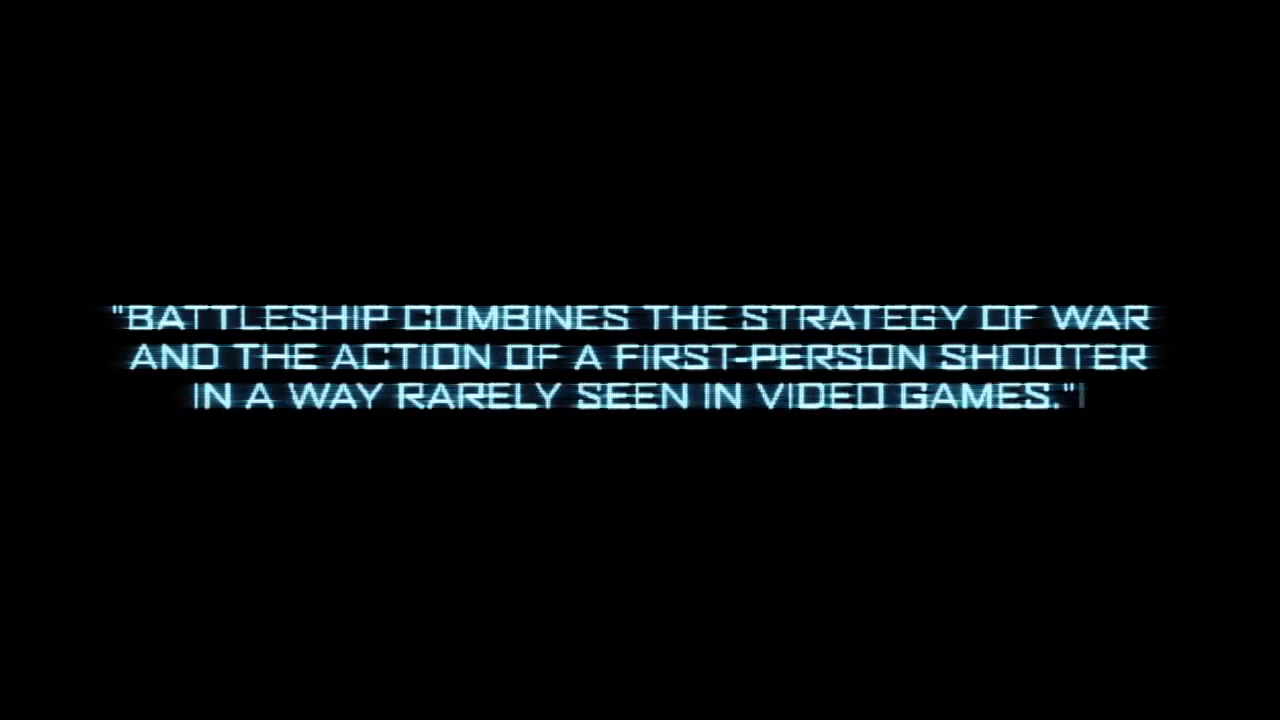 "BATTLESHIP COMBINES THE STRATEGY OF WAR
AND THE ACTION OF A FIRST-PERSON SHOOTER
IN A WAY RARELY SEEN IN VIDEO GAMES."